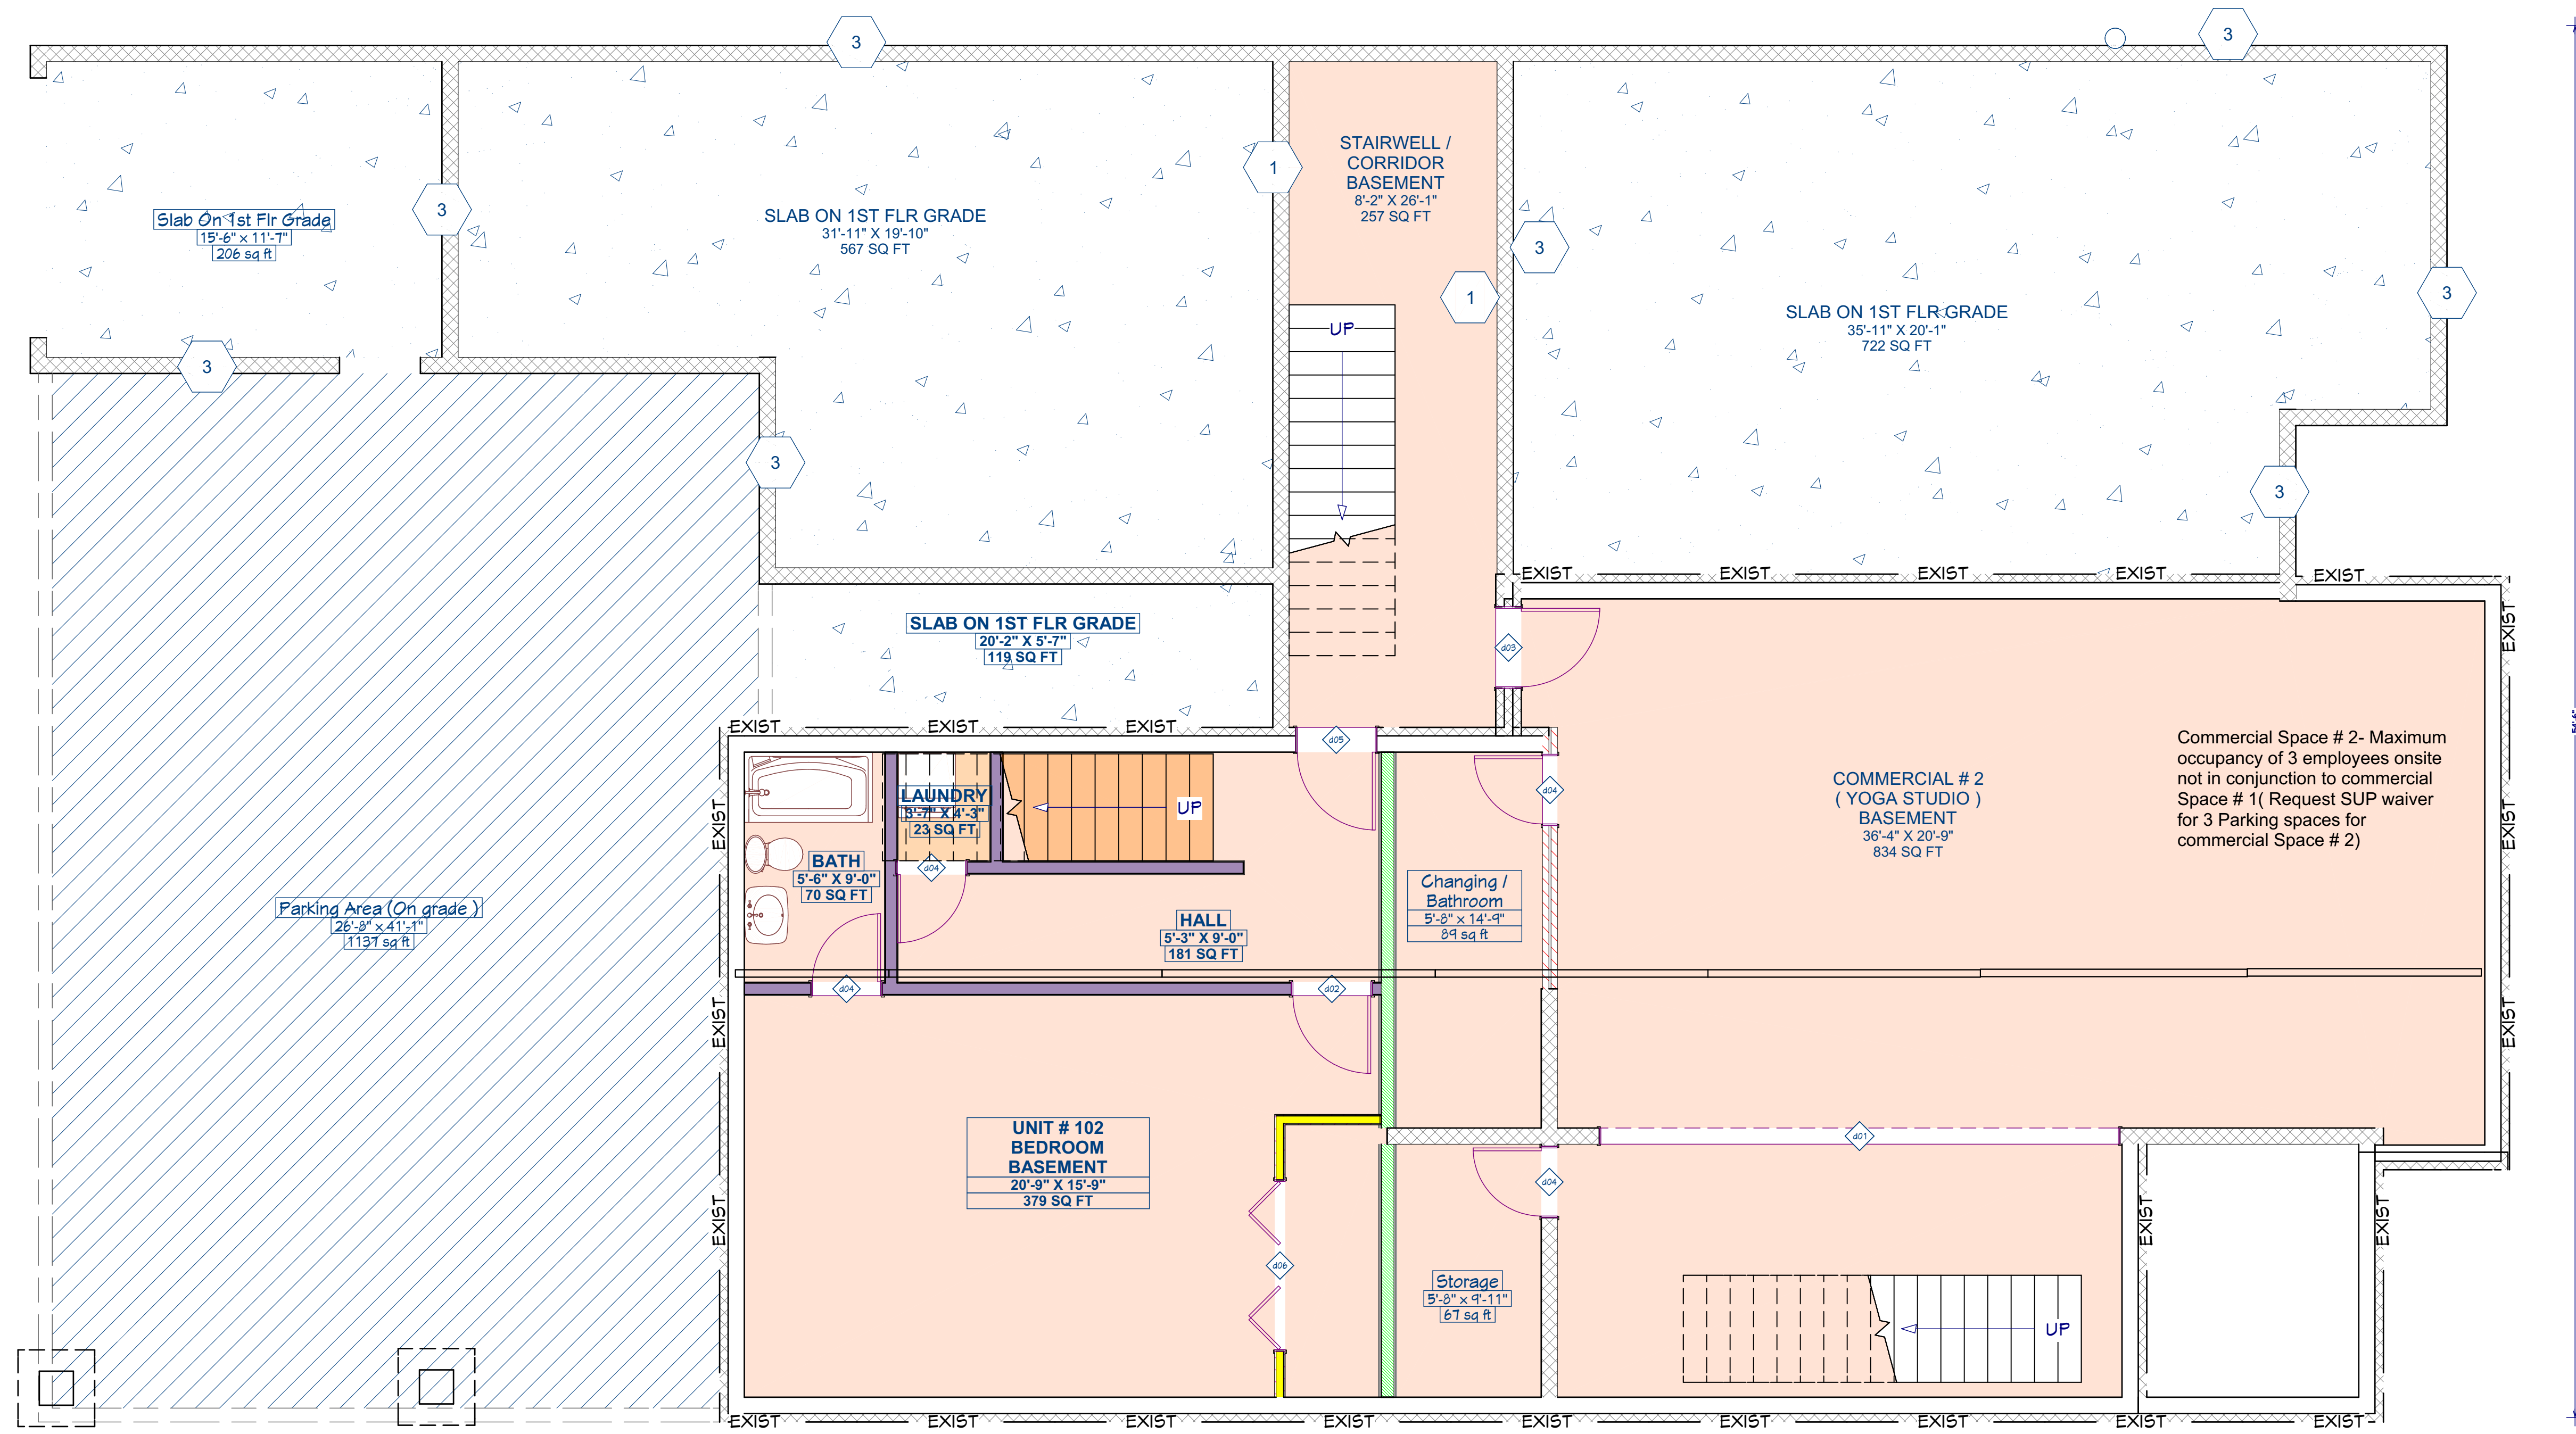 3
3
STAIRWELL /
CORRIDOR
BASEMENT
8'-2" X 26'-1"
257 SQ FT
1
3
Slab On 1st Flr Grade
15'-6" x 11'-7"
206 sq ft
SLAB ON 1ST FLR GRADE
31'-11" X 19'-10"
567 SQ FT
3
1
3
SLAB ON 1ST FLR GRADE
35'-11" X 20'-1"
722 SQ FT
UP
3
3
3
3
EXIST
EXIST
EXIST
EXIST
EXIST
SLAB ON 1ST FLR GRADE
20'-2" X 5'-7"
119 SQ FT
d03
EXIST
EXIST
EXIST
EXIST
d05
Commercial Space # 2- Maximum
occupancy of 3 employees onsite
not in conjunction to commercial
Space # 1( Request SUP waiver
for 3 Parking spaces for
commercial Space # 2)
COMMERCIAL # 2
( YOGA STUDIO )
BASEMENT
36'-4" X 20'-9"
834 SQ FT
d04
LAUNDRY
3'-7" X 4'-3"
23 SQ FT
UP
EXIST
EXIST
BATH
5'-6" X 9'-0"
70 SQ FT
d04
Changing /
Bathroom
5'-8" x 14'-9"
89 sq ft
HALL
5'-3" X 9'-0"
181 SQ FT
Parking Area (On grade )
26'-8" x 41'-1"
1137 sq ft
d04
d02
EXIST
EXIST
UNIT # 102
BEDROOM
BASEMENT
20'-9" X 15'-9"
379 SQ FT
d01
d04
EXIST
EXIST
EXIST
d06
Storage
5'-8" x 9'-11"
67 sq ft
UP
EXIST
EXIST
EXIST
EXIST
EXIST
EXIST
EXIST
EXIST
EXIST